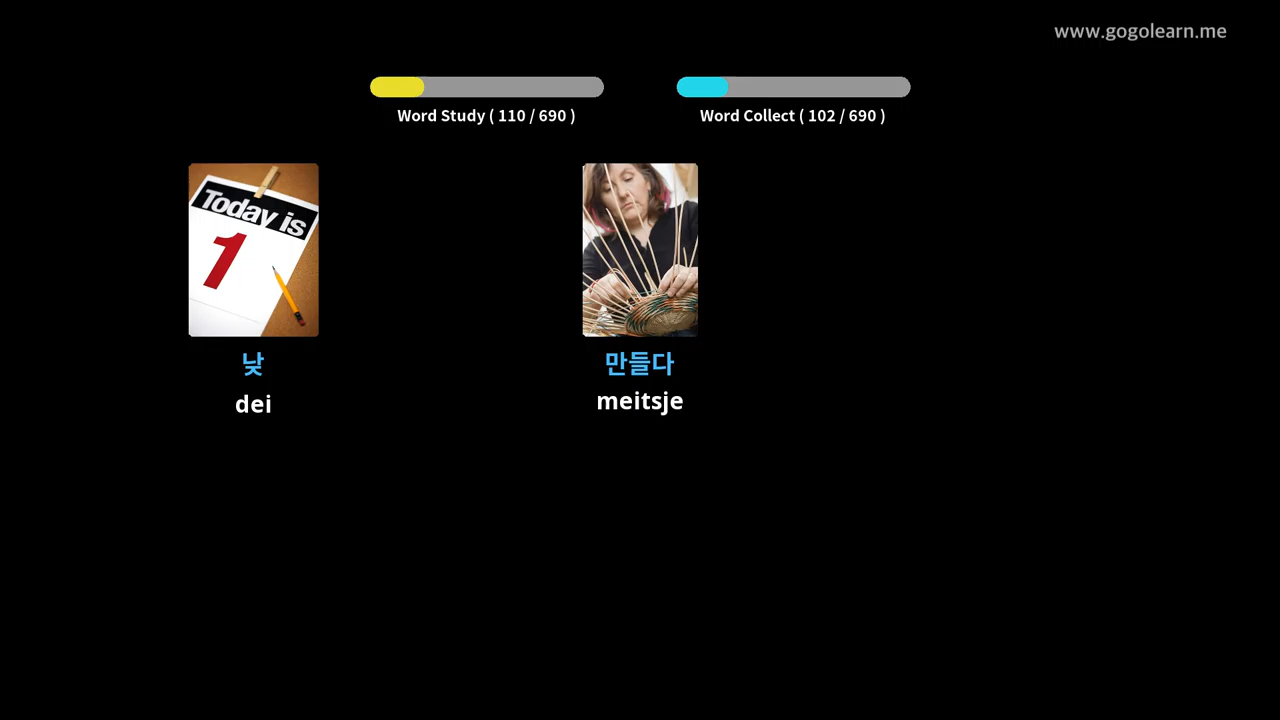 www.gogolearn.me
Word Study ( 110 / 690 )
Word Collect ( 102 / 690 )
Today is
1
낮
dei
만들다
meitsje